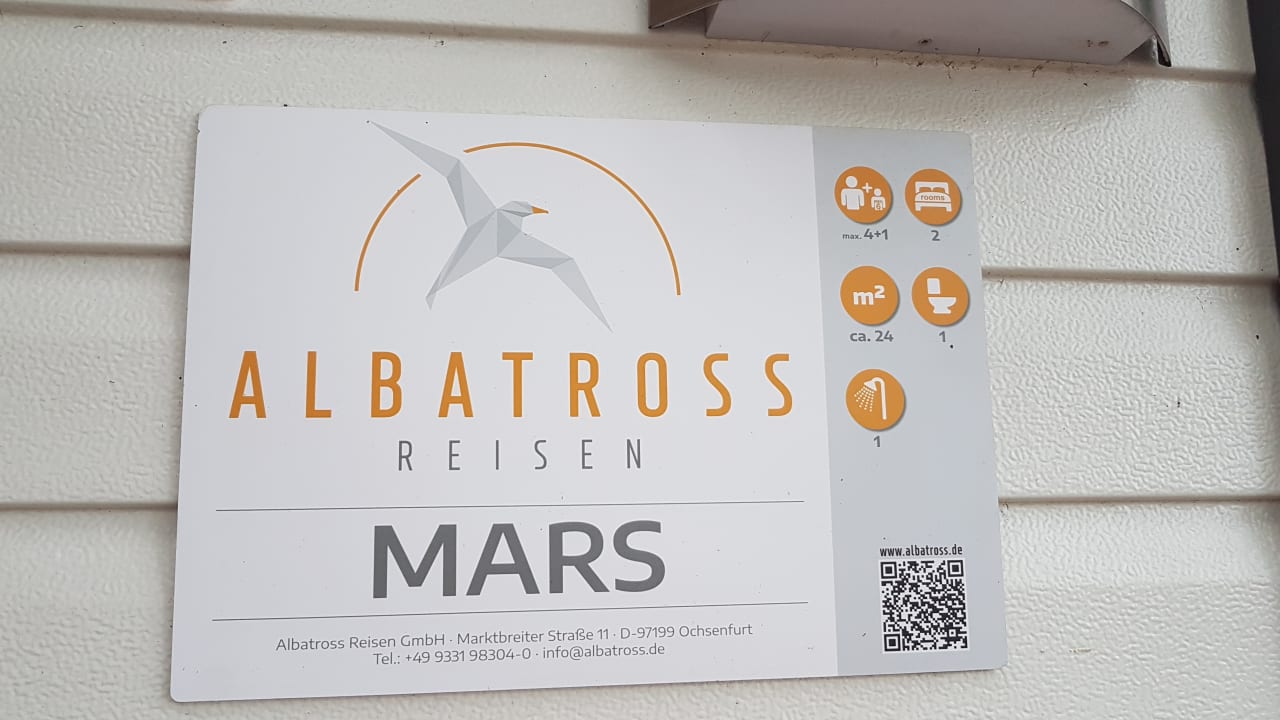 ALBATROSS
REISEN
MARS
Albatross Reisen GmbH · Marktbreiter Straße 11 · D-97199 Ochsenfurt
Tel.: +49 9331 98304-0 · info@albatross.de
max. 4+1
rooms
2
m²
ca. 24
1
1
www.albatross.de